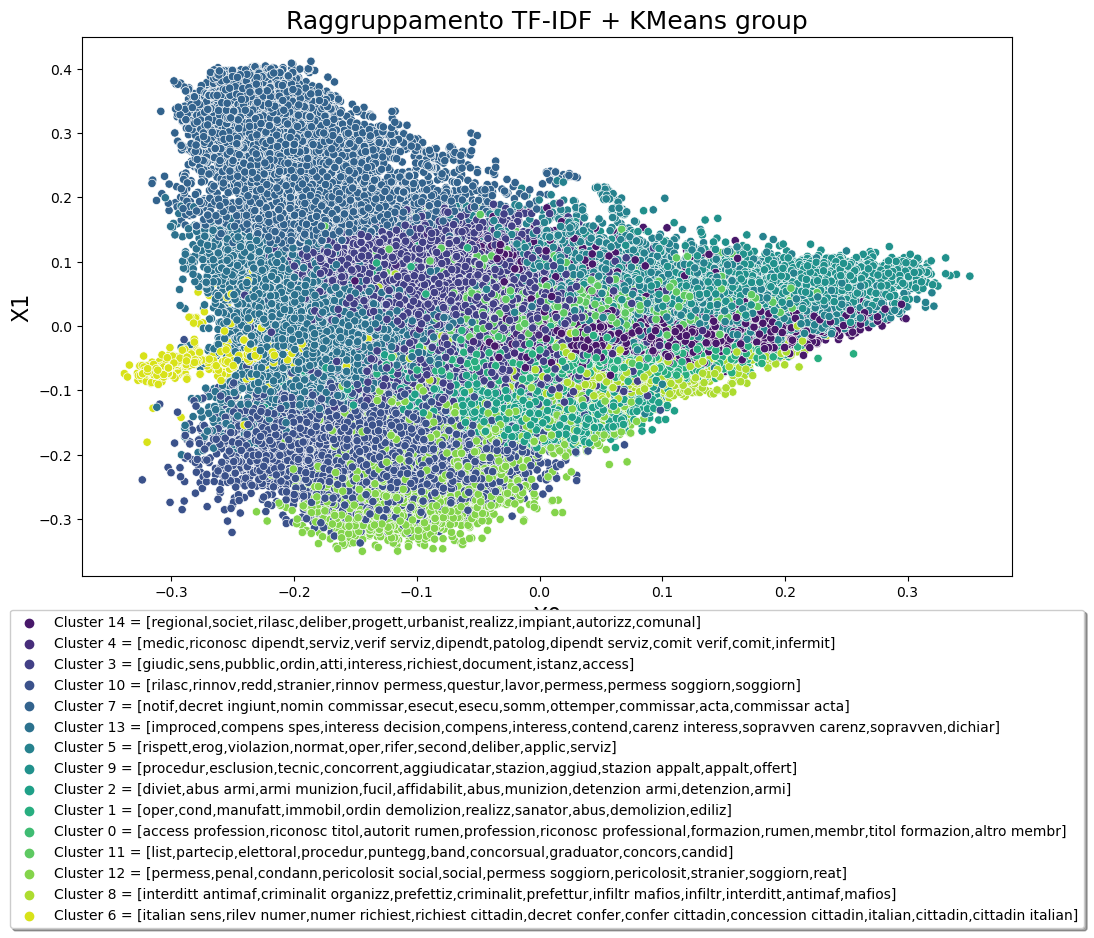 Raggruppamento TF-IDF + KMeans group
0.4
0.3
0.2
0.1
0.0
−0.1
−0.2
−0.3
X1
−0.3 −0.2 −0.1 0.0 0.1 0.2 0.3
Cluster 14 = [regional,societ,rilasc,deliber,progett,urbanist,realizz,impiant,autorizz,comunal]
Cluster 4 = [medic,riconosc dipendt,serviz,verif serviz,dipendt,patolog,dipendt serviz,comit verif,comit,infermit]
Cluster 3 = [giudic,sens,pubblic,ordin,atti,interess,richiest,document,istanz,access]
Cluster 10 = [rilasc,rinnov,redd,stranier,rinnov permess,questur,lavor,permess,permess soggiorn,soggiorn]
Cluster 7 = [notif,decret ingiunt,nomin commissar,esecut,esecu,somm,ottemper,commissar,acta,commissar acta]
Cluster 13 = [improced,compens spes,interess decision,compens,interess,contend,carenz interess,sopravven carenz,sopravven,dichiar]
Cluster 5 = [rispett,erog,violazion,normat,oper,rifer,second,deliber,applic,serviz]
Cluster 9 = [procedur,esclusion,tecnic,concorrent,aggiudicatar,stazion,aggiud,stazion appalt,appalt,offert]
Cluster 2 = [diviet,abus armi,armi munizion,fucil,affidabilit,abus,munizion,detenzion armi,detenzion,armi]
Cluster 1 = [oper,cond,manufatt,immobil,ordin demolizion,realizz,sanator,abus,demolizion,ediliz]
Cluster 0 = [access profession,riconosc titol,autorit rumen,profession,riconosc professional,formazion,rumen,membr,titol formazion,altro membr]
Cluster 11 = [list,partecip,elettoral,procedur,puntegg,band,concorsual,graduator,concors,candid]
Cluster 12 = [permess,penal,condann,pericolosit social,social,permess soggiorn,pericolosit,stranier,soggiorn,reat]
Cluster 8 = [interditt antimaf,criminalit organizz,prefettiz,criminalit,prefettur,infiltr mafios,infiltr,interditt,antimaf,mafios]
Cluster 6 = [italian sens,rilev numer,numer richiest,richiest cittadin,decret confer,confer cittadin,concession cittadin,italian,cittadin,cittadin italian]